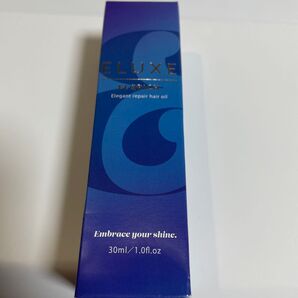 ELUXE
Elegant repair hair oil
Embrace your shine.
30ml/1.0fl.oz